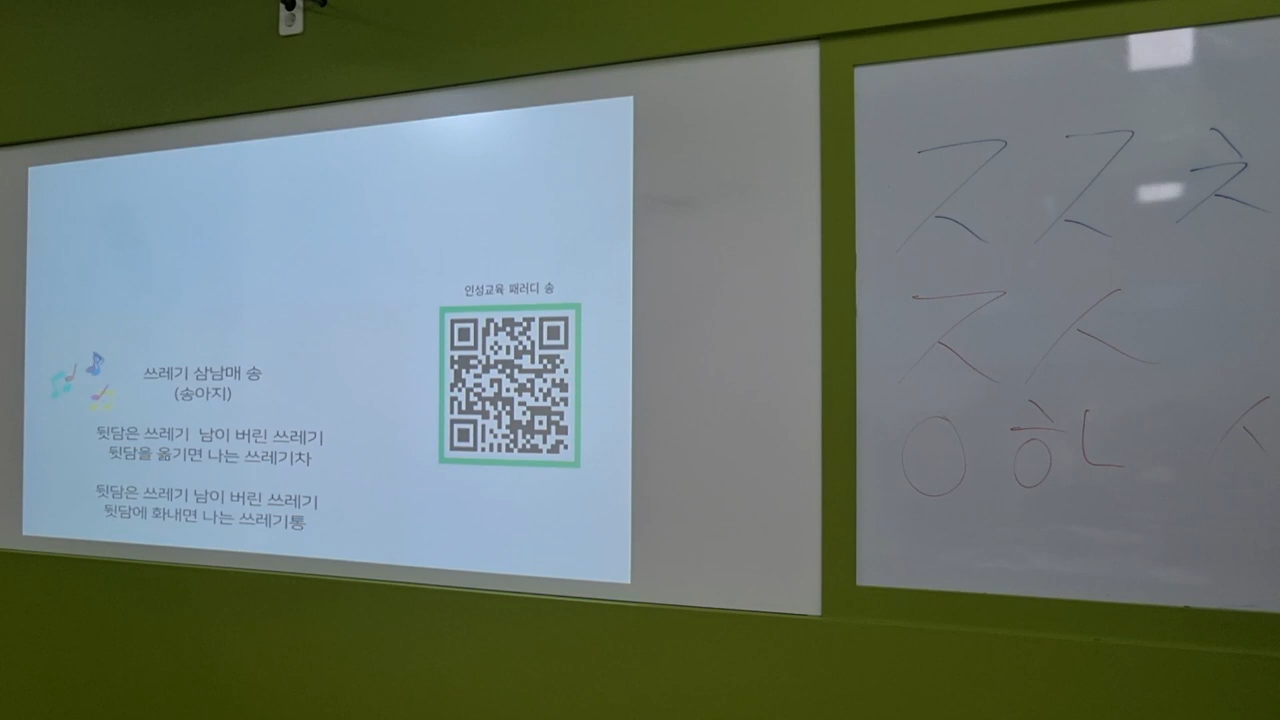 인성교육 패러디 송
쓰레기 삼남매 송
(송아지)
뒷담은 쓰레기 남이 버린 쓰레기
뒷담을 옮기면 나는 쓰레기차
뒷담은 쓰레기 남이 버린 쓰레기
뒷담에 화내면 나는 쓰레기통
ㅈ ㅈ ㅊ
ㅈ ㅅ
ㅇ ㅎ ㄴ ㅅ